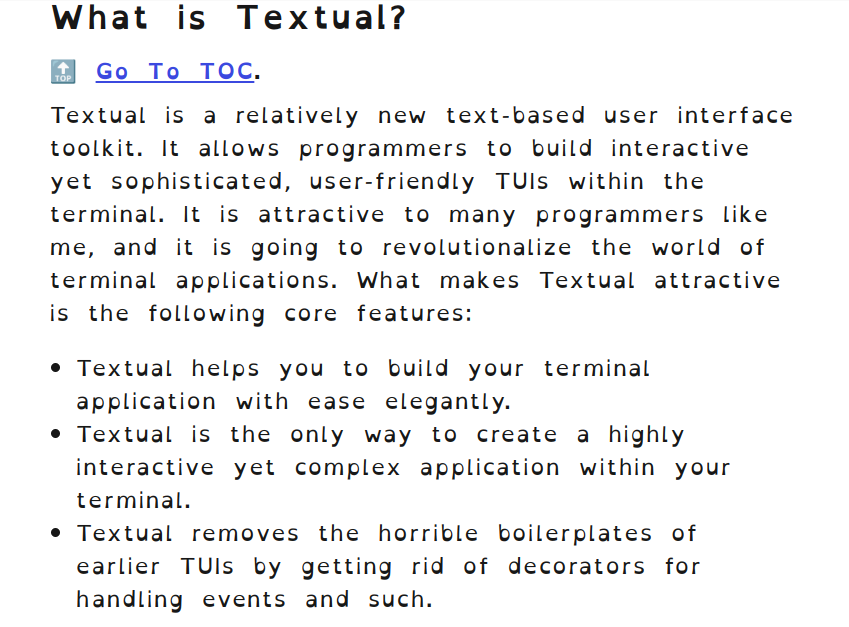 What is Textual?
TOP Go To TOC.
Textual is a relatively new text-based user interface
toolkit. It allows programmers to build interactive
yet sophisticated, user-friendly TUIs within the
terminal. It is attractive to many programmers like
me, and it is going to revolutionalize the world of
terminal applications. What makes Textual attractive
is the following core features:
• Textual helps you to build your terminal
application with ease elegantly.
• Textual is the only way to create a highly
interactive yet complex application within your
terminal.
• Textual removes the horrible boilerplates of
earlier TUIs by getting rid of decorators for
handling events and such.